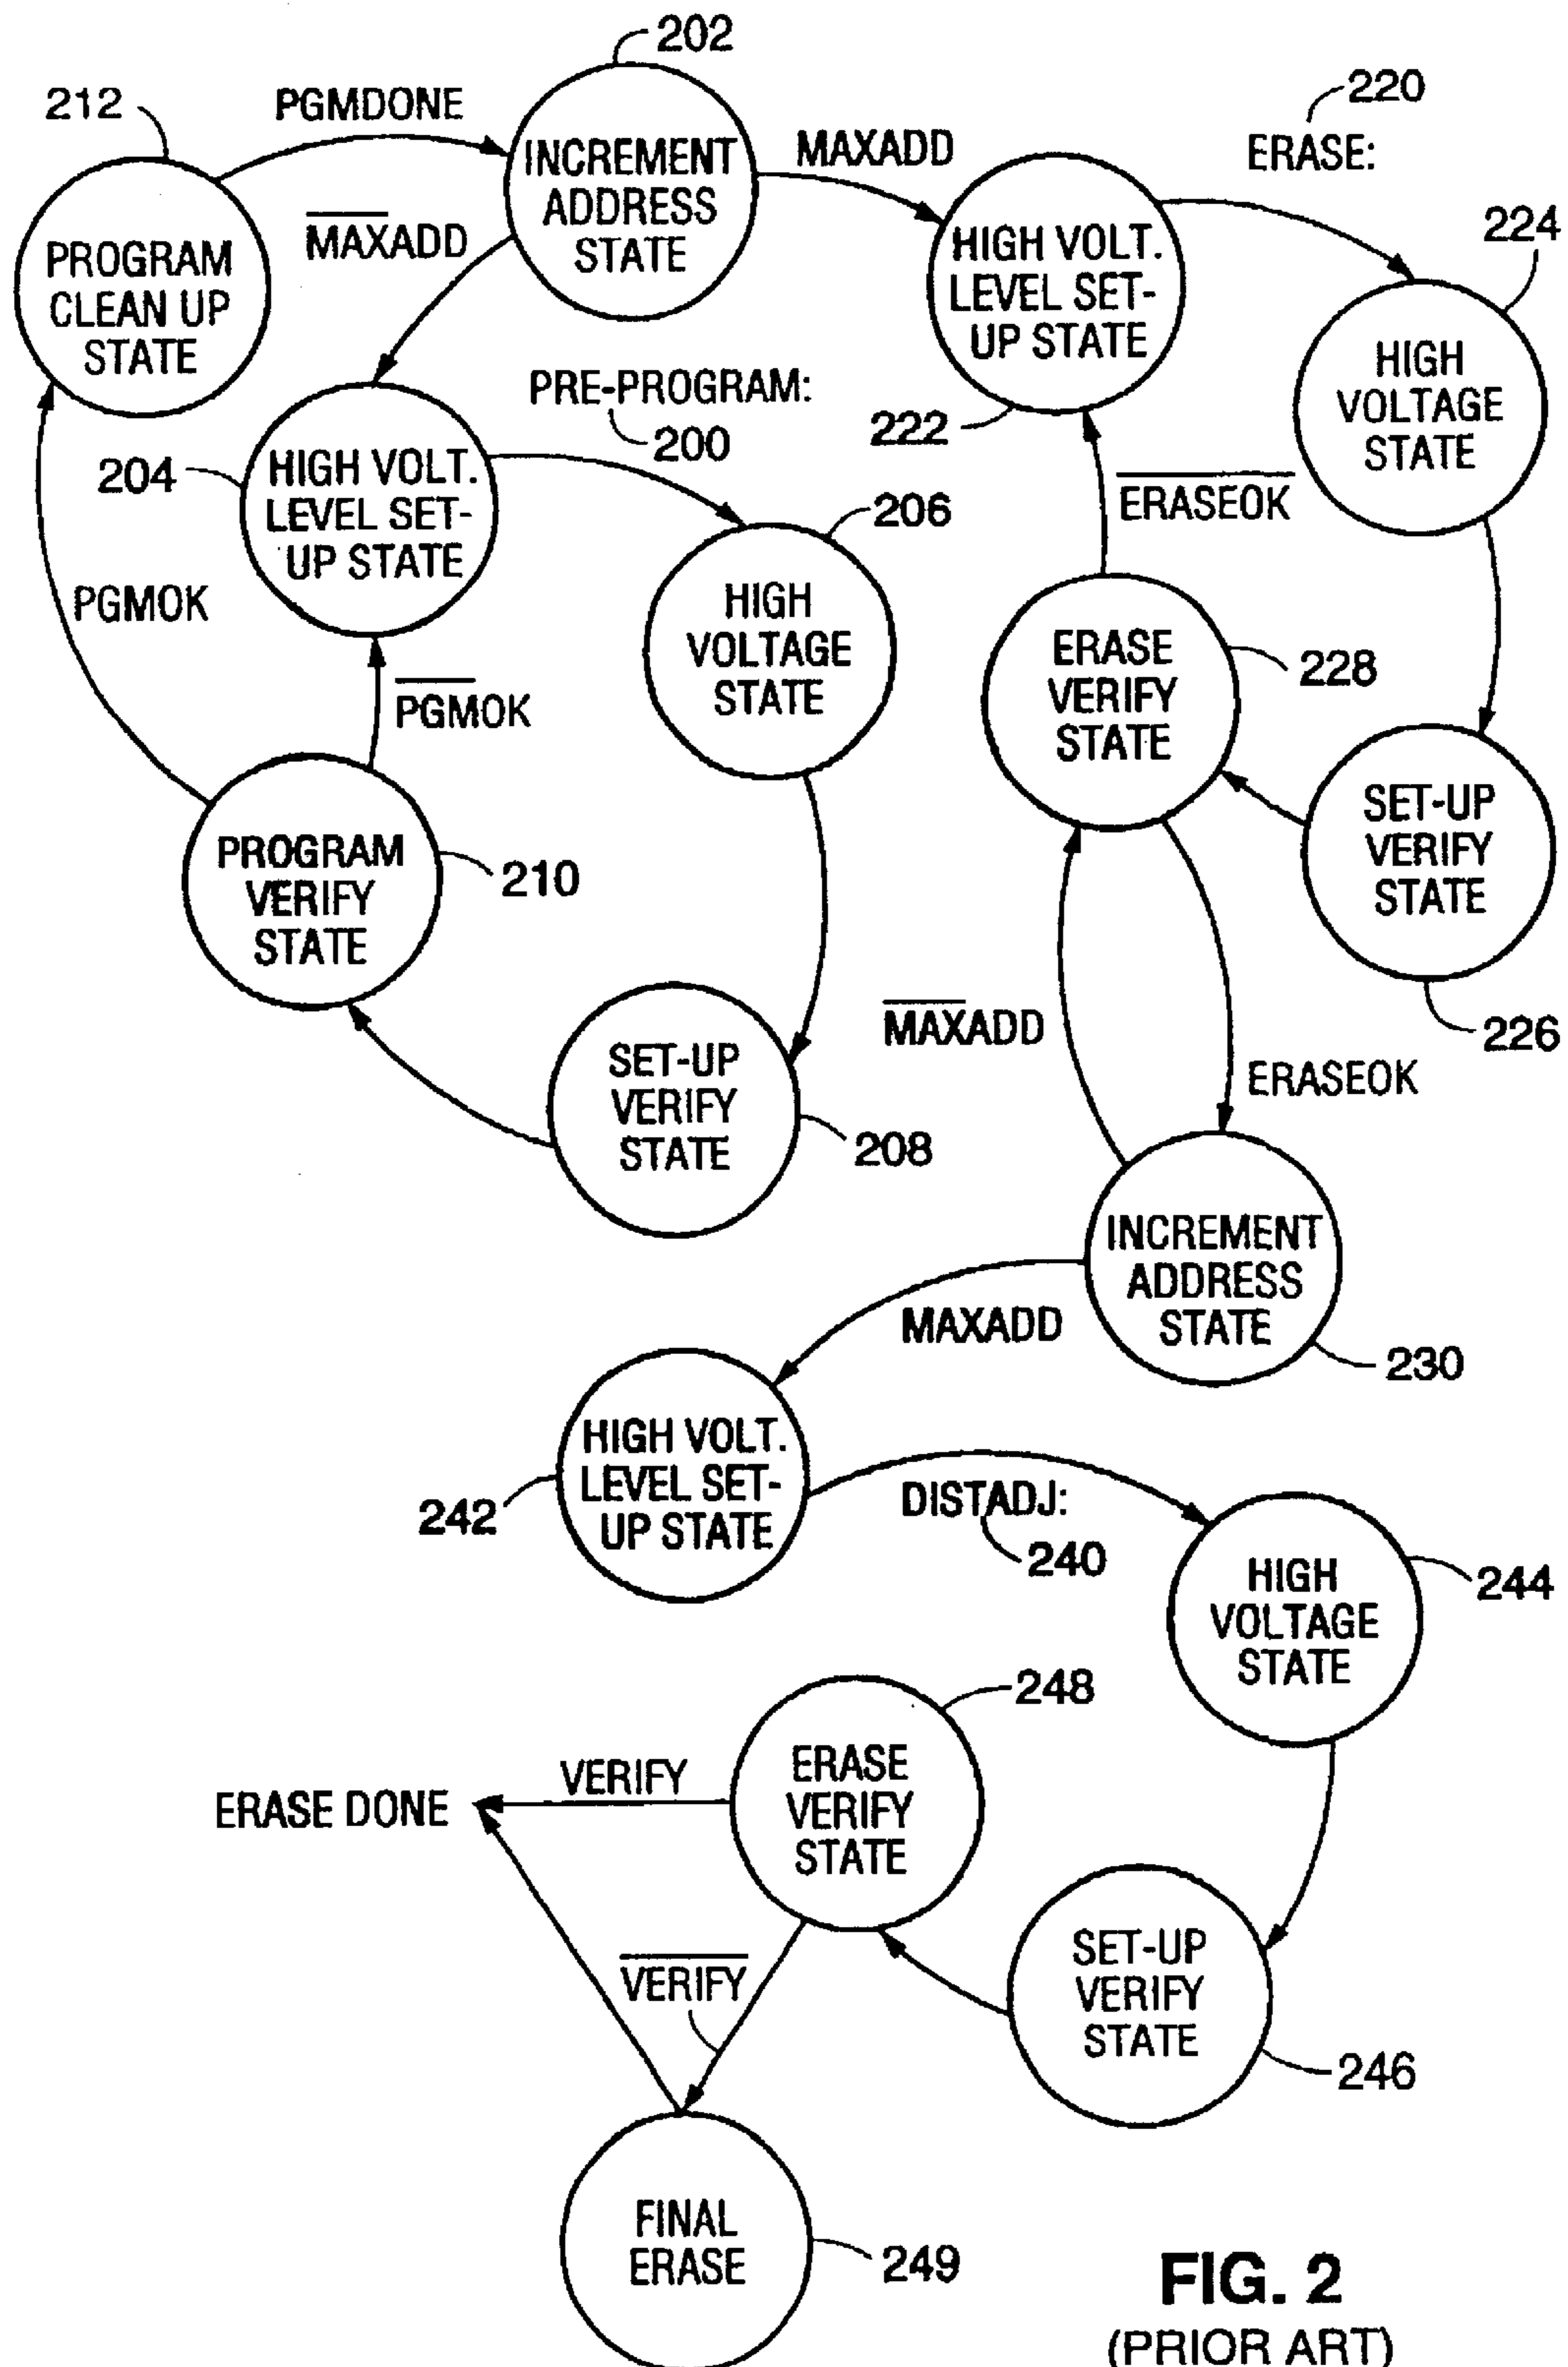 202
212
PGMDONE
220
INCREMENT
ADDRESS
STATE
MAXADD
ERASE:
PROGRAM
CLEAN UP
STATE
MAXADD
HIGH VOLT.
LEVEL SET-
UP STATE
224
HIGH
VOLTAGE
STATE
PRE-PROGRAM:
200
222
204
HIGH VOLT.
LEVEL SET-
UP STATE
206
ERASEOK
PGMOK
HIGH
VOLTAGE
STATE
ERASE
VERIFY
STATE
228
PGMOK
SET-UP
VERIFY
STATE
PROGRAM
VERIFY
STATE
210
226
MAXADD
SET-UP
VERIFY
STATE
208
ERASEOK
INCREMENT
ADDRESS
STATE
MAXADD
230
HIGH VOLT.
LEVEL SET-
UP STATE
242
DISTADJ:
240
HIGH
VOLTAGE
STATE
244
248
ERASE
VERIFY
STATE
VERIFY
ERASE DONE
VERIFY
SET-UP
VERIFY
STATE
246
FINAL
ERASE
249
FIG. 2
(PRIOR ART)